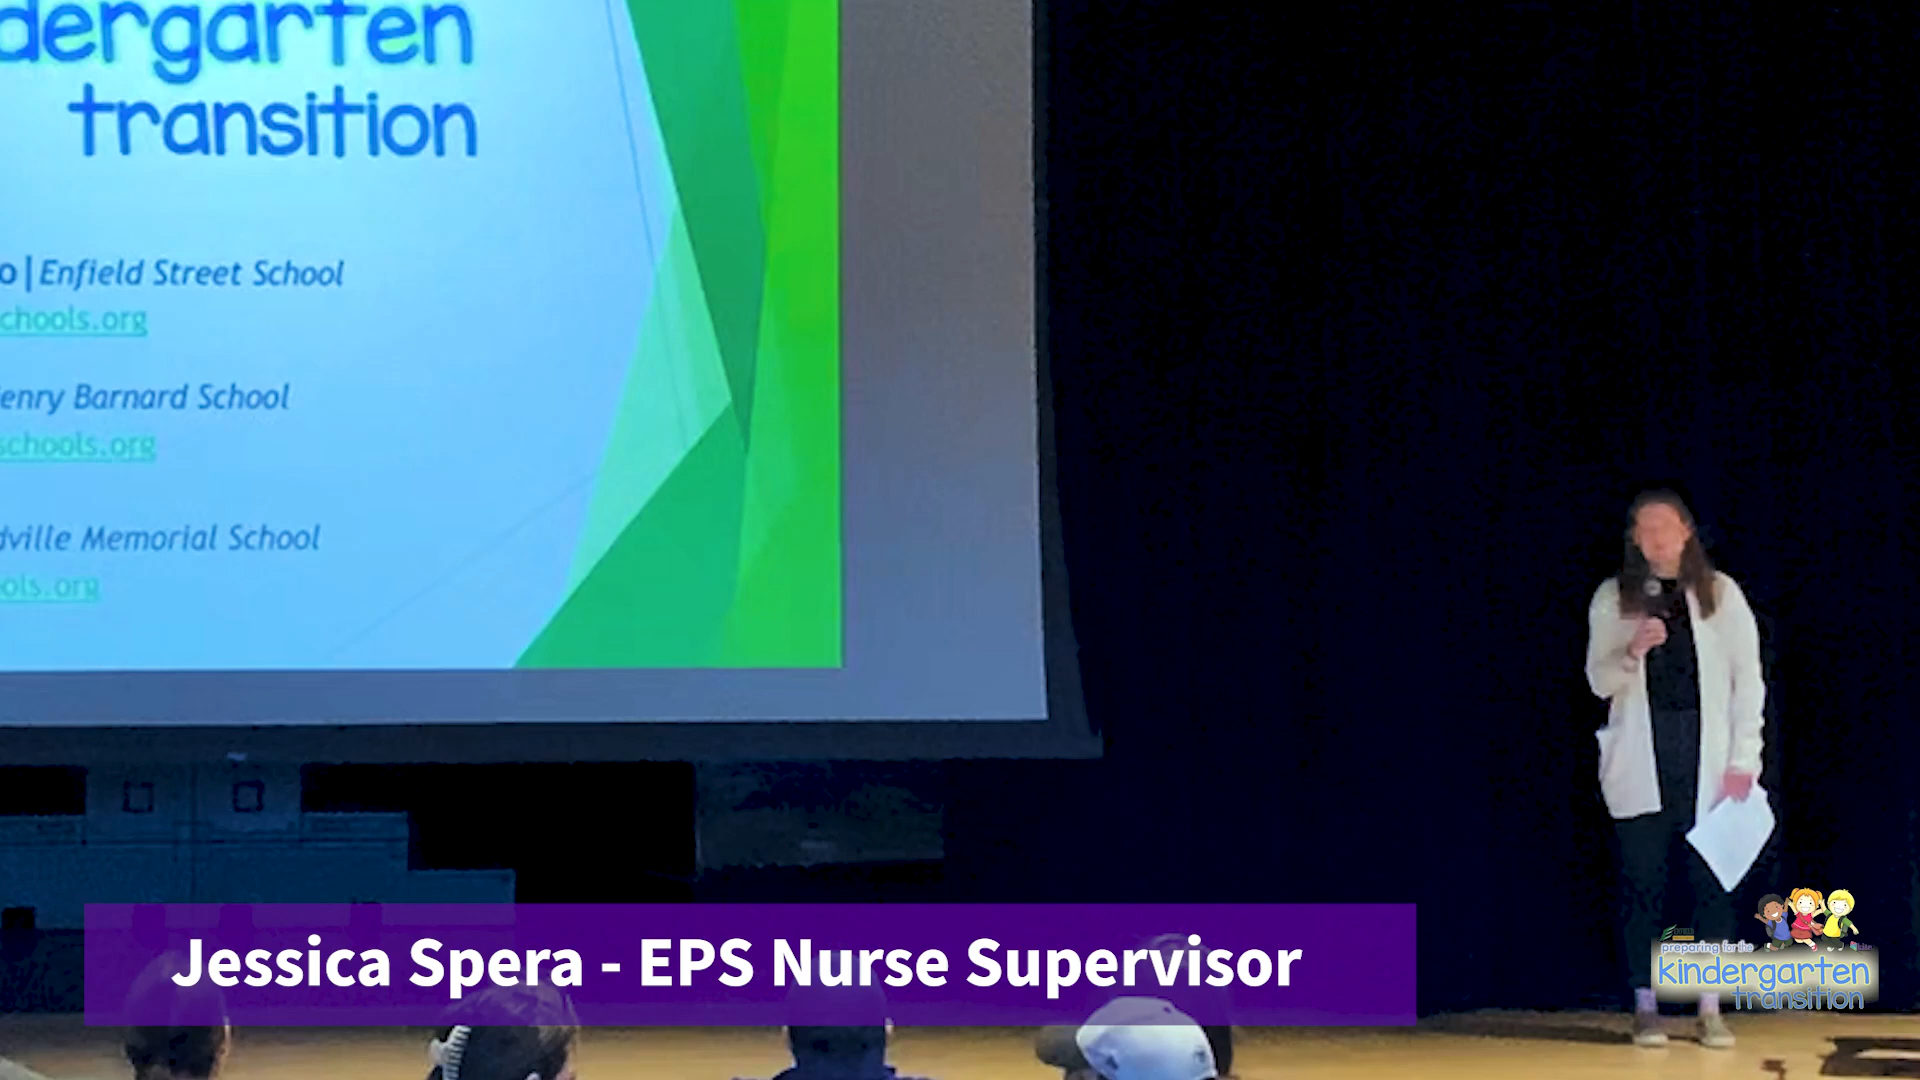 dergarten
transition
o|Enfield Street School
chools.org
enry Barnard School
schools.org
dville Memorial School
ols.org
Jessica Spera - EPS Nurse Supervisor
preparing for the
kindergarten
transition